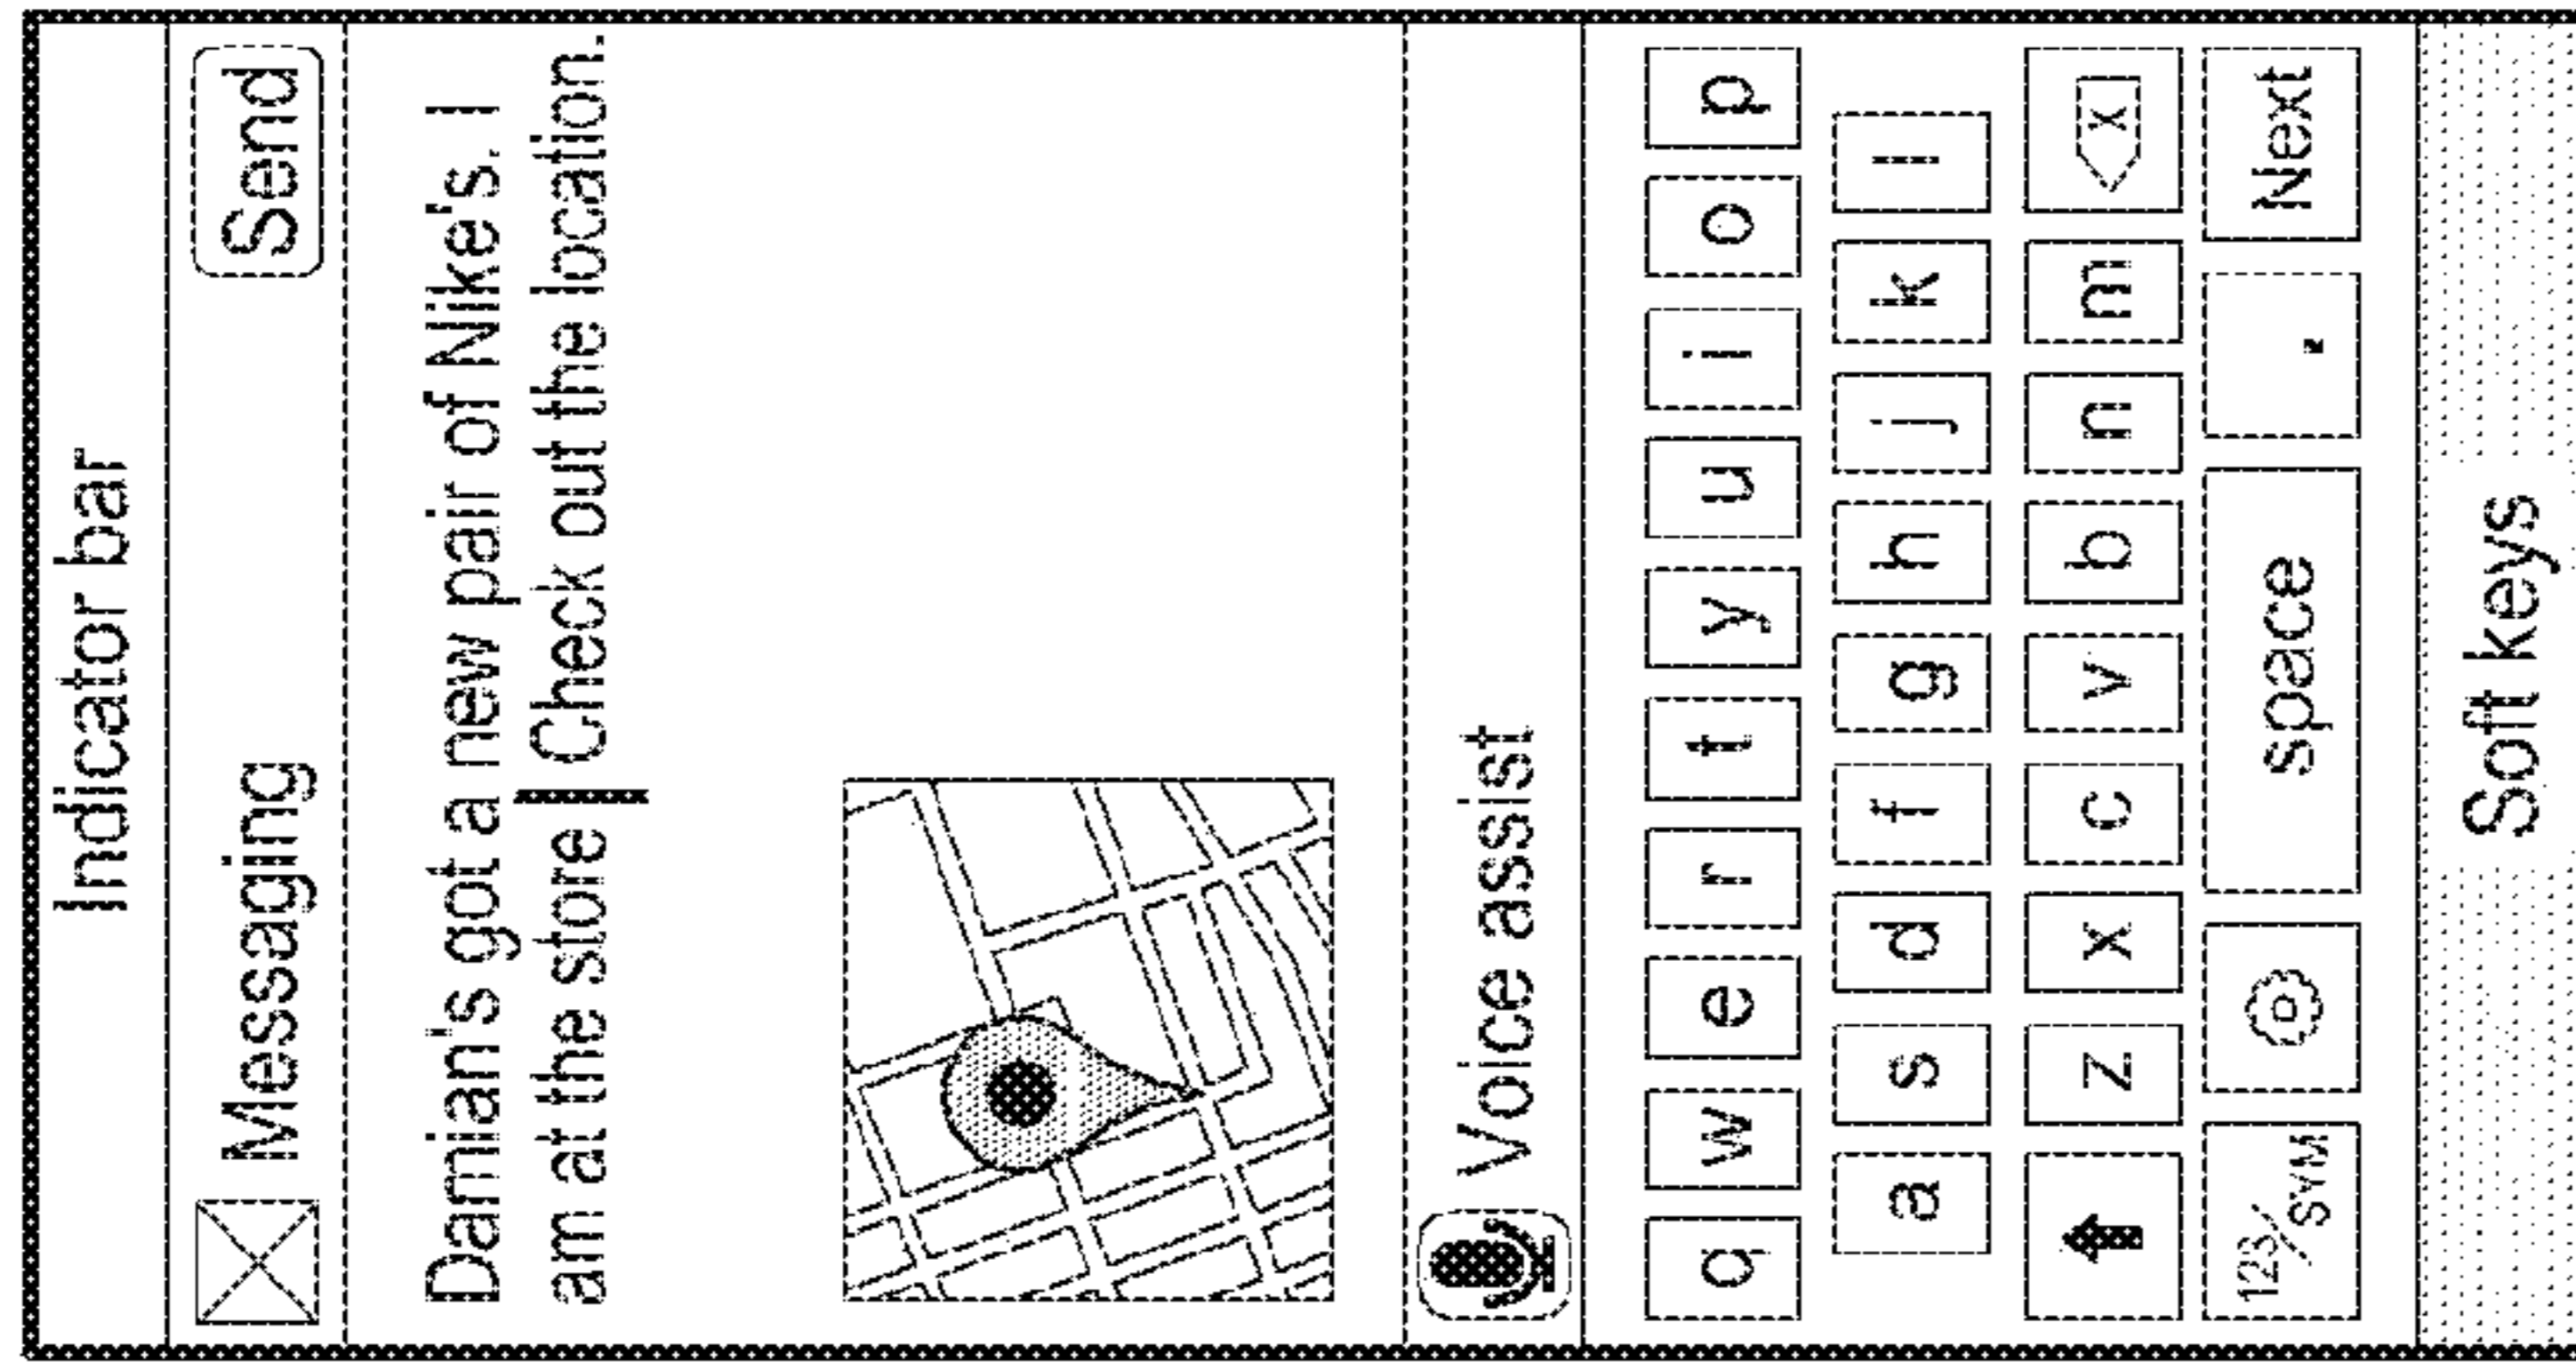 Indicator bar
Messaging Send
Damian's got a new pair of Nike's. I
am at the store | Check out the location.
Voice assist
q w e r t y u i o p
a s d f g h j k l
z x c v b n m x
123/SYM space . Next
Soft keys